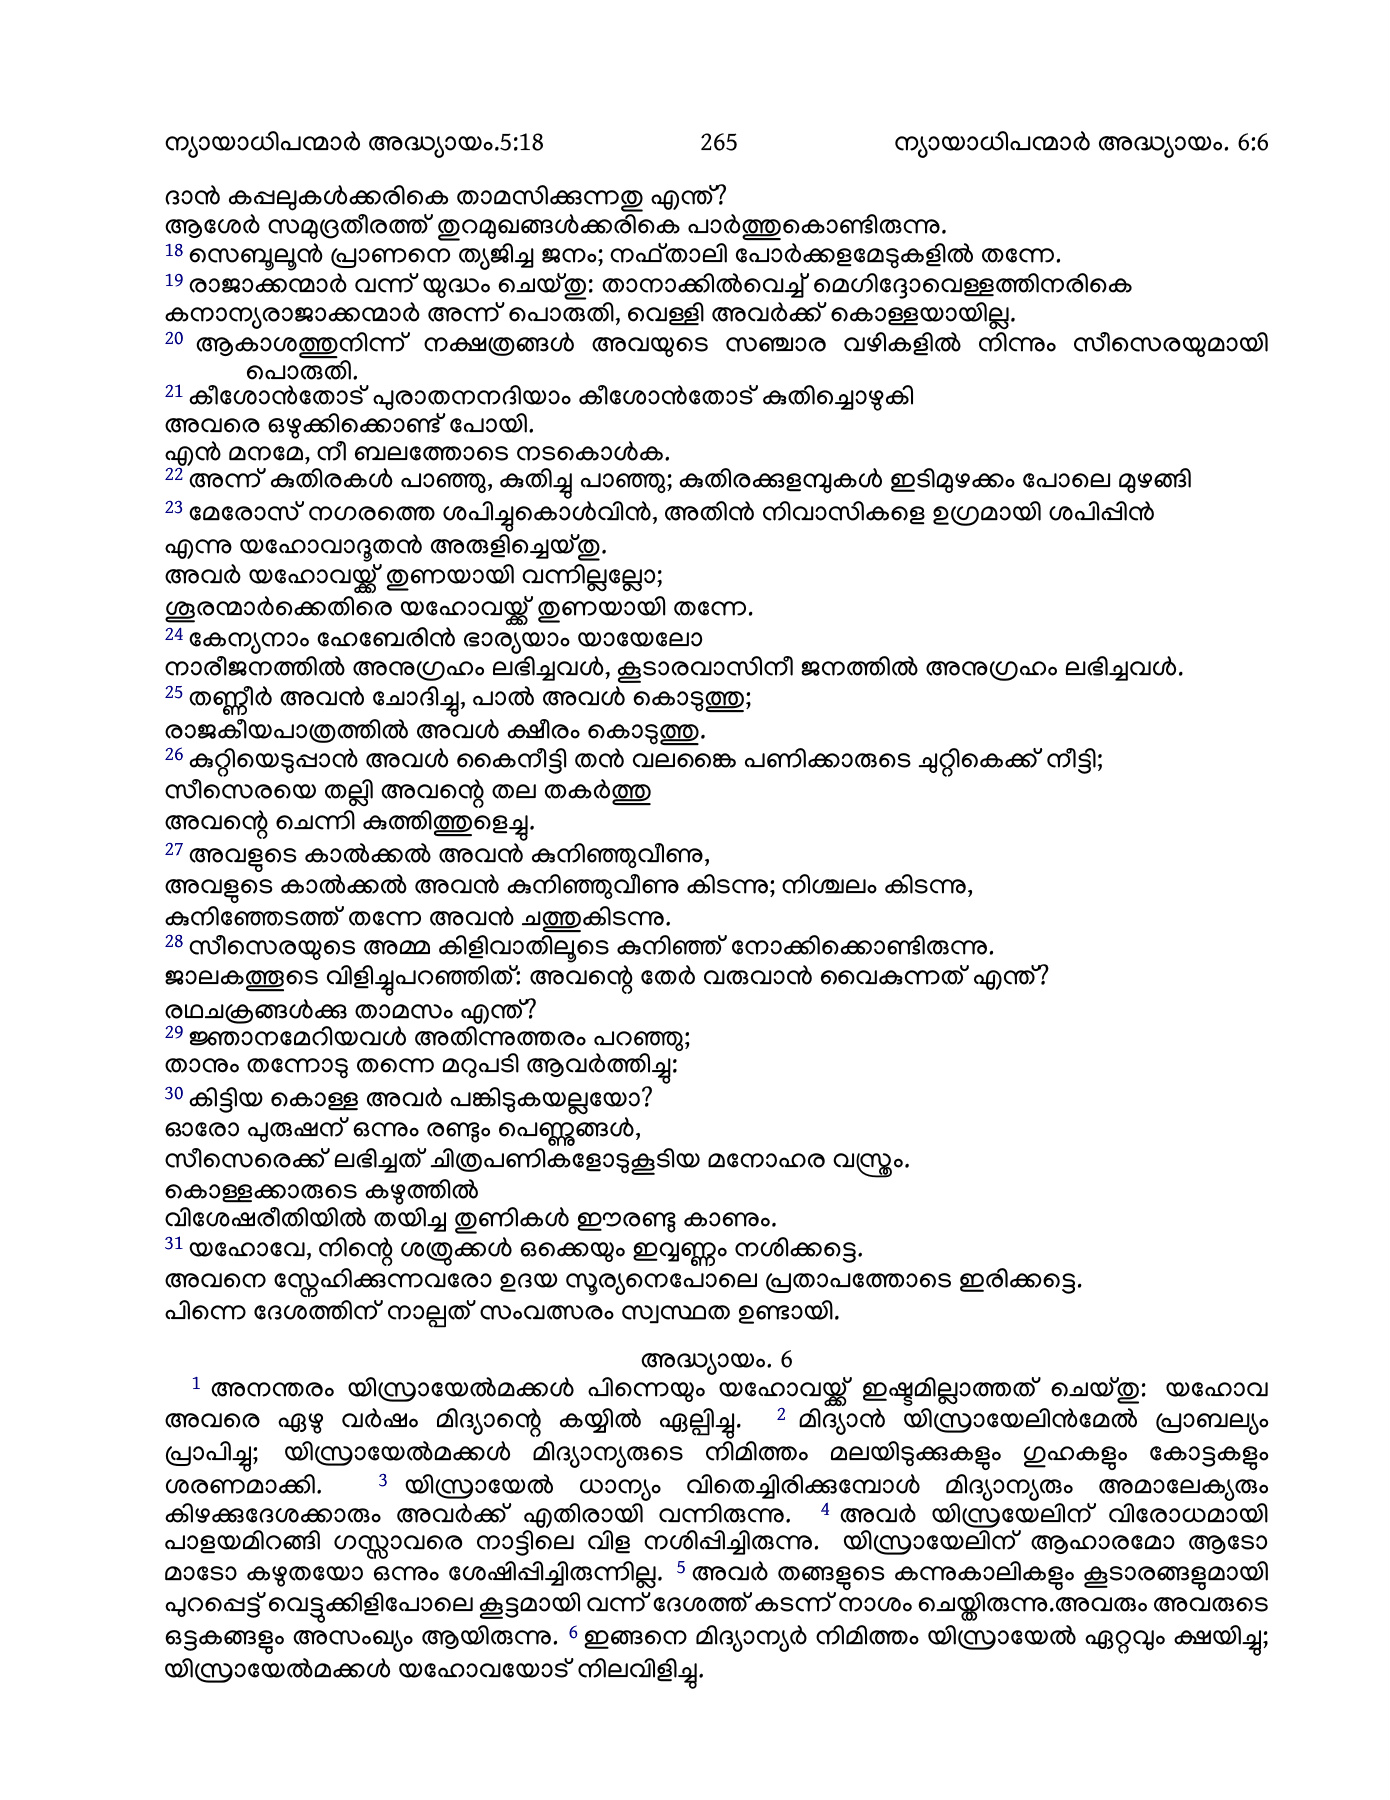 ന്യായാധിപന്മാർ അദ്ധ്യായം.5:18 265 ന്യായാധിപന്മാർ അദ്ധ്യായം. 6:6
ദാൻ കപ്പലുകൾക്കരികെ താമസിക്കുന്നതു എന്ത്?
ആശേർ സമുദ്രതീരത്ത് തുറമുഖങ്ങൾക്കരികെ പാർത്തുകൊണ്ടിരുന്നു.
18 സെബൂലൂൻ പ്രാണനെ ത്യജിച്ച ജനം; നഫ്താലി പോർക്കളമേടുകളിൽ തന്നേ.
19 രാജാക്കന്മാർ വന്ന് യുദ്ധം ചെയ്തു: താനാക്കിൽവെച്ച് മെഗിദ്ദോവെള്ളത്തിനരികെ
കനാന്യരാജാക്കന്മാർ അന്ന് പൊരുതി, വെള്ളി അവർക്ക് കൊള്ളയായില്ല.
20 ആകാശത്തുനിന്ന് നക്ഷത്രങ്ങൾ അവയുടെ സഞ്ചാര വഴികളിൽ നിന്നും സീസെരയുമായി
പൊരുതി.
21 കീശോൻതോട് പുരാതനനദിയാം കീശോൻതോട് കുതിച്ചൊഴുകി
അവരെ ഒഴുക്കിക്കൊണ്ട് പോയി.
എൻ മനമേ, നീ ബലത്തോടെ നടകൊൾക.
22 അന്ന് കുതിരകൾ പാഞ്ഞു, കുതിച്ചു പാഞ്ഞു; കുതിരക്കുളമ്പുകൾ ഇടിമുഴക്കം പോലെ മുഴങ്ങി
23 മേരോസ് നഗരത്തെ ശപിച്ചുകൊൾവിൻ, അതിൻ നിവാസികളെ ഉഗ്രമായി ശപിപ്പിൻ
എന്നു യഹോവാദൂതൻ അരുളിച്ചെയ്തു.
അവർ യഹോവയ്ക്ക് തുണയായി വന്നില്ലല്ലോ;
ശൂരന്മാർക്കെതിരെ യഹോവയ്ക്ക് തുണയായി തന്നേ.
24 കേന്യനാം ഹേബേരിൻ ഭാര്യയാം യായേലോ
നാരീജനത്തിൽ അനുഗ്രഹം ലഭിച്ചവൾ, കൂടാരവാസിനീ ജനത്തിൽ അനുഗ്രഹം ലഭിച്ചവൾ.
25 തണ്ണീർ അവൻ ചോദിച്ചു, പാൽ അവൾ കൊടുത്തു;
രാജകീയപാത്രത്തിൽ അവൾ ക്ഷീരം കൊടുത്തു.
26 കുറ്റിയെടുപ്പാൻ അവൾ കൈനീട്ടി തൻ വലങ്കൈ പണിക്കാരുടെ ചുറ്റികെക്ക് നീട്ടി;
സീസെരയെ തല്ലി അവന്റെ തല തകർത്തു
അവന്റെ ചെന്നി കുത്തിത്തുളെച്ചു.
27 അവളുടെ കാൽക്കൽ അവൻ കുനിഞ്ഞുവീണു,
അവളുടെ കാൽക്കൽ അവൻ കുനിഞ്ഞുവീണു കിടന്നു; നിശ്ചലം കിടന്നു,
കുനിഞ്ഞേടത്ത് തന്നേ അവൻ ചത്തുകിടന്നു.
28 സീസെരയുടെ അമ്മ കിളിവാതിലൂടെ കുനിഞ്ഞ് നോക്കിക്കൊണ്ടിരുന്നു.
ജാലകത്തൂടെ വിളിച്ചുപറഞ്ഞിത്: അവന്റെ തേർ വരുവാൻ വൈകുന്നത് എന്ത്?
രഥചക്രങ്ങൾക്കു താമസം എന്ത്?
29 ജ്ഞാനമേറിയവൾ അതിന്നുത്തരം പറഞ്ഞു;
താനും തന്നോടു തന്നെ മറുപടി ആവർത്തിച്ചു:
30 കിട്ടിയ കൊള്ള അവർ പങ്കിടുകയല്ലയോ?
ഓരോ പുരുഷന് ഒന്നും രണ്ടും പെണ്ണുങ്ങൾ,
സീസെരെക്ക് ലഭിച്ചത് ചിത്രപണികളോടുകൂടിയ മനോഹര വസ്ത്രം.
കൊള്ളക്കാരുടെ കഴുത്തിൽ
വിശേഷരീതിയിൽ തയിച്ച തുണികൾ ഈരണ്ടു കാണും.
31 യഹോവേ, നിന്റെ ശത്രുക്കൾ ഒക്കെയും ഇവ്വണ്ണം നശിക്കട്ടെ.
അവനെ സ്നേഹിക്കുന്നവരോ ഉദയ സൂര്യനെപോലെ പ്രതാപത്തോടെ ഇരിക്കട്ടെ.
പിന്നെ ദേശത്തിന് നാല്പത് സംവത്സരം സ്വസ്ഥത ഉണ്ടായി.
അദ്ധ്യായം. 6
1 അനന്തരം യിസ്രായേൽമക്കൾ പിന്നെയും യഹോവയ്ക്ക് ഇഷ്ടമില്ലാത്തത് ചെയ്തു: യഹോവ
അവരെ ഏഴു വർഷം മിദ്യാന്റെ കയ്യിൽ ഏല്പിച്ചു. 2 മിദ്യാൻ യിസ്രായേലിൻമേൽ പ്രാബല്യം
പ്രാപിച്ചു; യിസ്രായേൽമക്കൾ മിദ്യാന്യരുടെ നിമിത്തം മലയിടുക്കുകളും ഗുഹകളും കോട്ടകളും
ശരണമാക്കി. 3 യിസ്രായേൽ ധാന്യം വിതെച്ചിരിക്കുമ്പോൾ മിദ്യാന്യരും അമാലേക്യരും
കിഴക്കുദേശക്കാരും അവർക്ക് എതിരായി വന്നിരുന്നു. 4 അവർ യിസ്രയേലിന് വിരോധമായി
പാളയമിറങ്ങി ഗസ്സാവരെ നാട്ടിലെ വിള നശിപ്പിച്ചിരുന്നു. യിസ്രായേലിന് ആഹാരമോ ആടോ
മാടോ കഴുതയോ ഒന്നും ശേഷിപ്പിച്ചിരുന്നില്ല. 5 അവർ തങ്ങളുടെ കന്നുകാലികളും കൂടാരങ്ങളുമായി
പുറപ്പെട്ട് വെട്ടുക്കിളിപോലെ കൂട്ടമായി വന്ന് ദേശത്ത് കടന്ന് നാശം ചെയ്തിരുന്നു.അവരും അവരുടെ
ഒട്ടകങ്ങളും അസംഖ്യം ആയിരുന്നു. 6 ഇങ്ങനെ മിദ്യാന്യർ നിമിത്തം യിസ്രായേൽ ഏറ്റവും ക്ഷയിച്ചു;
യിസ്രായേൽമക്കൾ യഹോവയോട് നിലവിളിച്ചു.